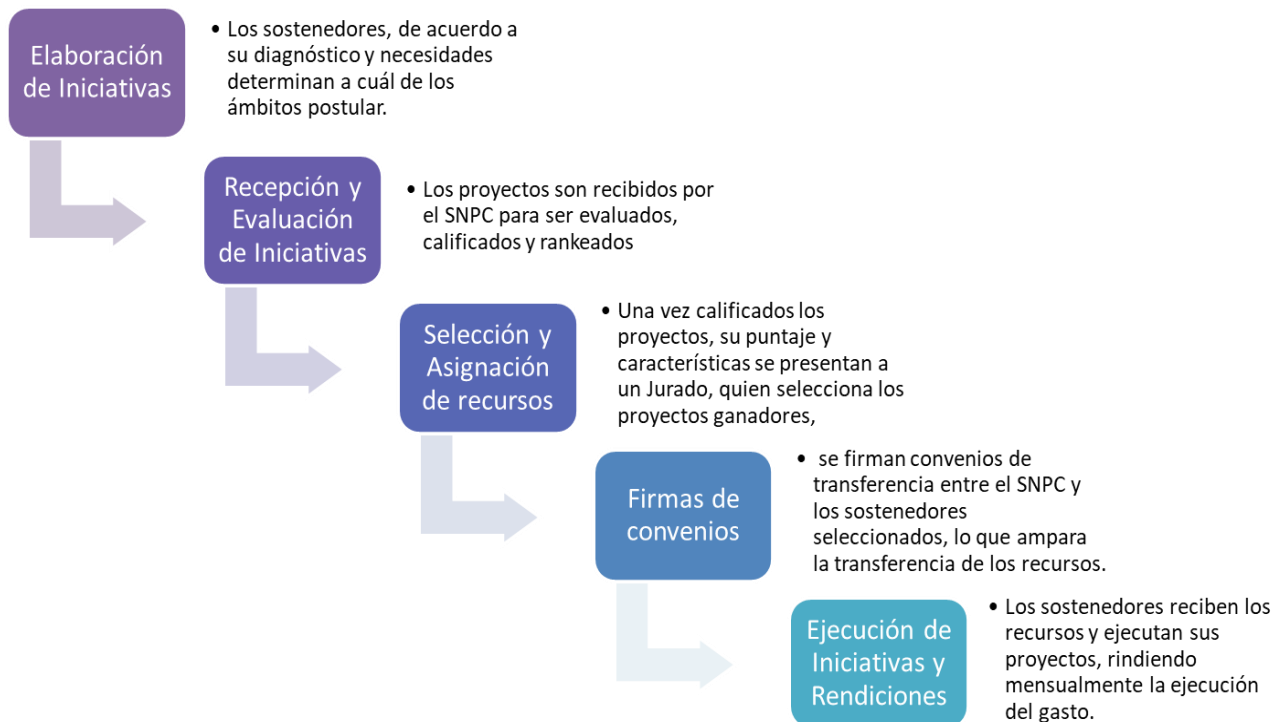 Elaboración
de Iniciativas
• Los sostenedores, de acuerdo a
su diagnóstico y necesidades
determinan a cuál de los
ámbitos postular.
Recepción y
Evaluación
de Iniciativas
• Los proyectos son recibidos por
el SNPC para ser evaluados,
calificados y rankeados
Selección y
Asignación
de recursos
• Una vez calificados los
proyectos, su puntaje y
características se presentan a
un Jurado, quien selecciona los
proyectos ganadores,
Firmas de
convenios
• se firman convenios de
transferencia entre el SNPC y
los sostenedores
seleccionados, lo que ampara
la transferencia de los recursos.
Ejecución de
Iniciativas y
Rendiciones
• Los sostenedores reciben los
recursos y ejecutan sus
proyectos, rindiendo
mensualmente la ejecución
del gasto.